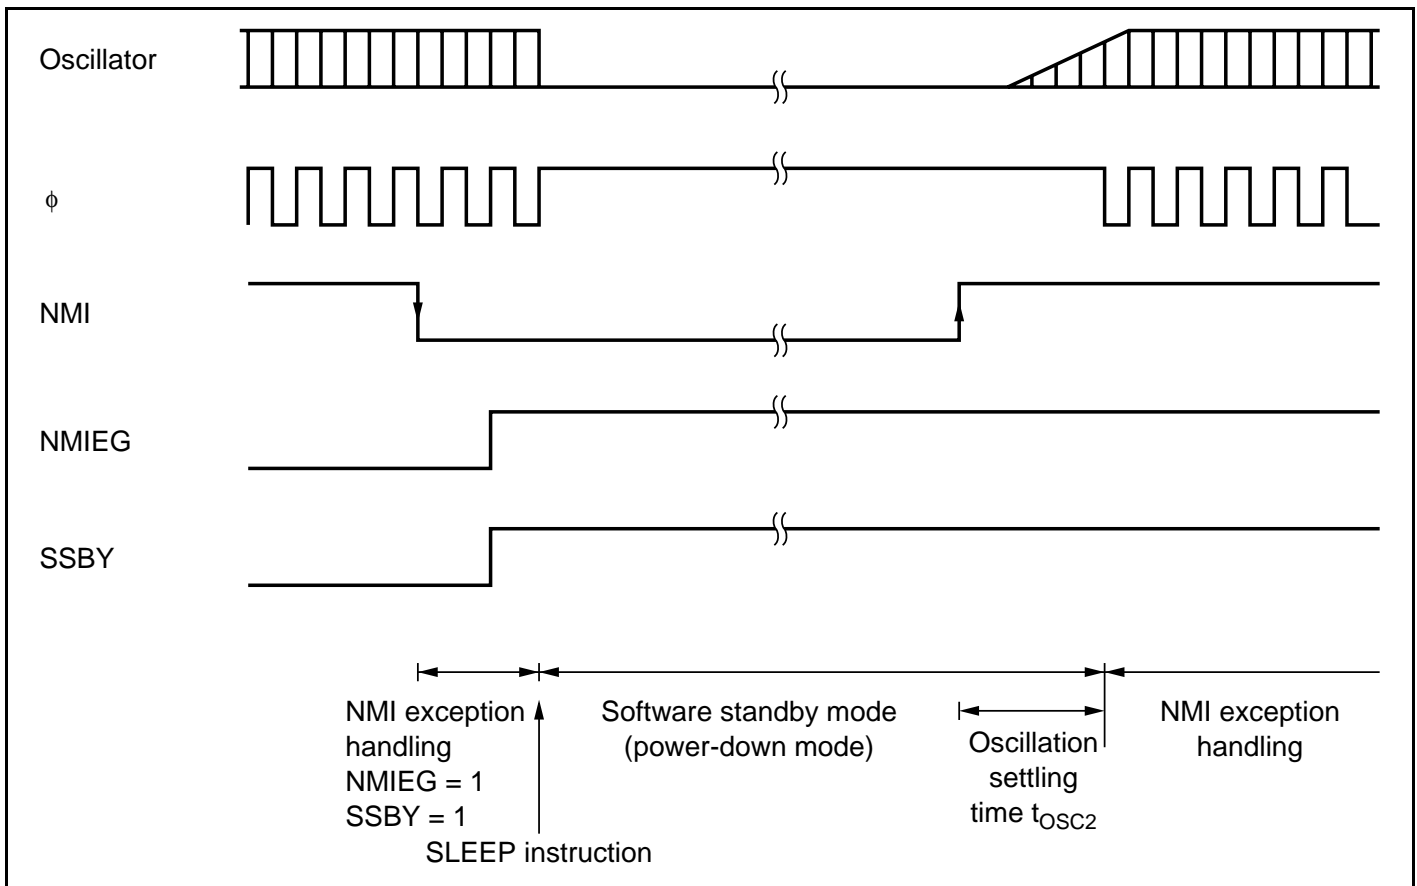 Oscillator
φ
NMI
NMIEG
SSBY
NMI exception
handling
NMIEG = 1
SSBY = 1
SLEEP instruction
Software standby mode
(power-down mode)
Oscillation
settling
time tOSC2
NMI exception
handling